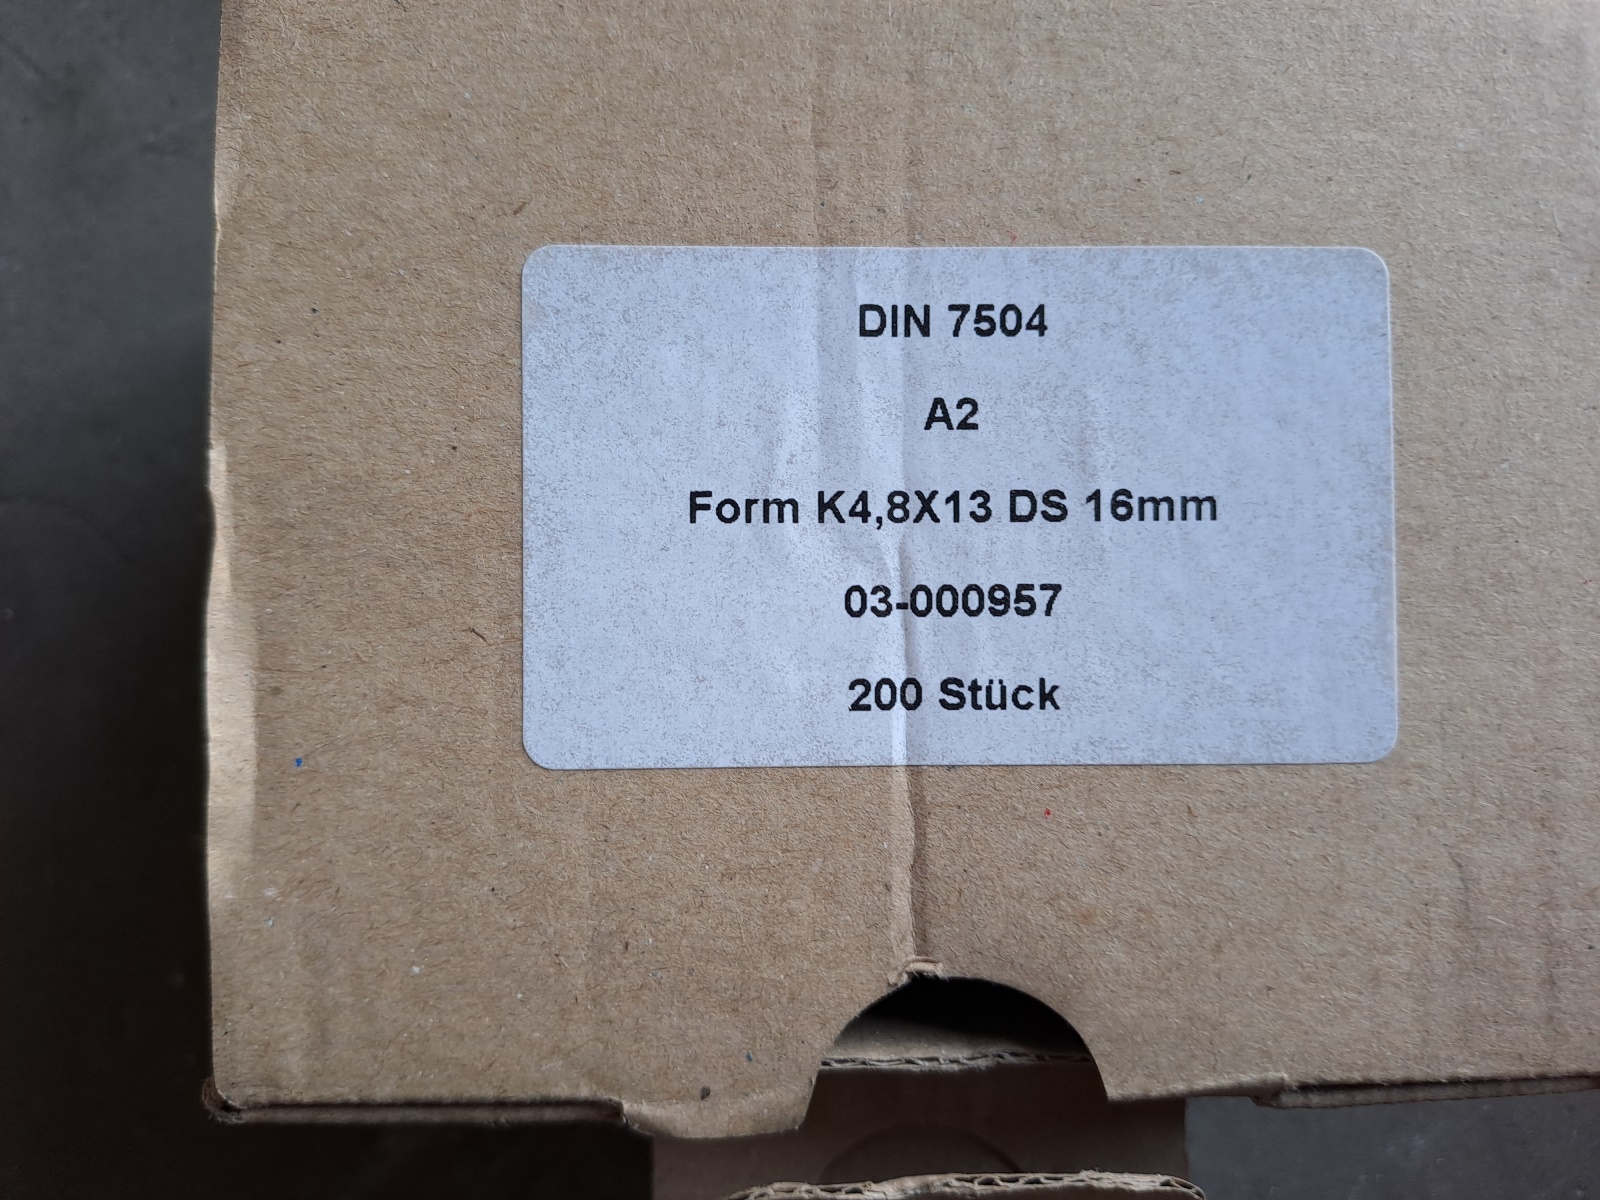 DIN 7504
A2
Form K4,8X13 DS 16mm
03-000957
200 Stück